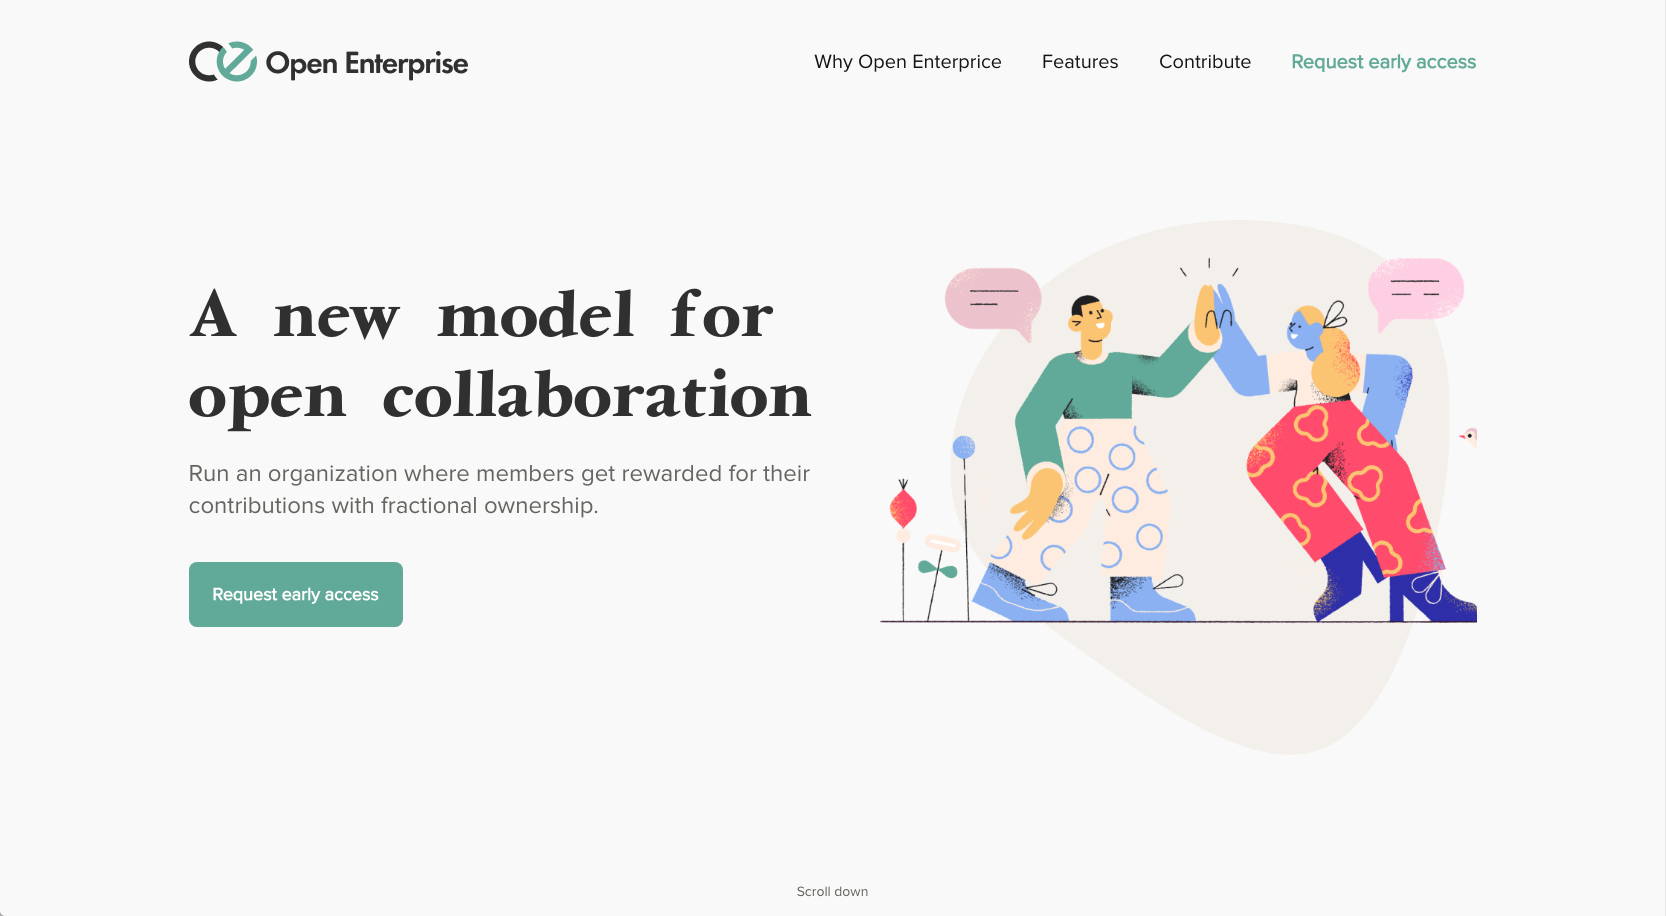 Open Enterprise
Why Open Enterprice
Features
Contribute
Request early access
A new model for
open collaboration
Run an organization where members get rewarded for their
contributions with fractional ownership.
Request early access
Scroll down